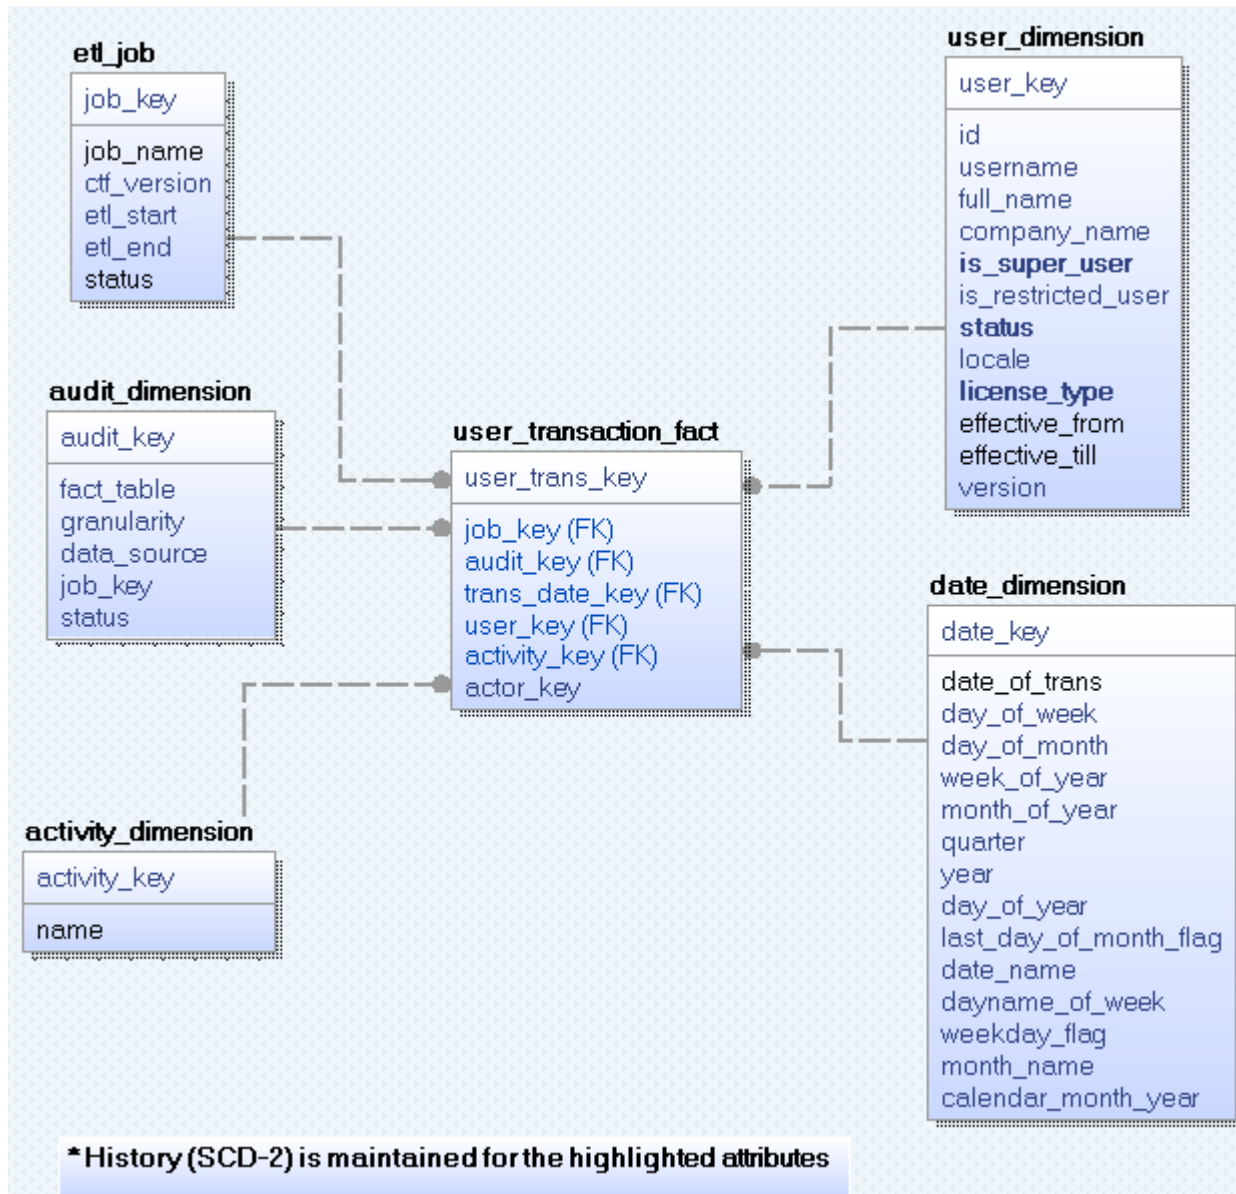 etl_job
job_key
job_name
ctf_version
etl_start
etl_end
status
user_dimension
user_key
id
username
full_name
company_name
is_super_user
is_restricted_user
status
locale
license_type
effective_from
effective_till
version
audit_dimension
audit_key
fact_table
granularity
data_source
job_key
status
user_transaction_fact
user_trans_key
job_key (FK)
audit_key (FK)
trans_date_key (FK)
user_key (FK)
activity_key (FK)
actor_key
date_dimension
date_key
date_of_trans
day_of_week
day_of_month
week_of_year
month_of_year
quarter
year
day_of_year
last_day_of_month_flag
date_name
dayname_of_week
weekday_flag
month_name
calendar_month_year
activity_dimension
activity_key
name
* History (SCD-2) is maintained for the highlighted attributes